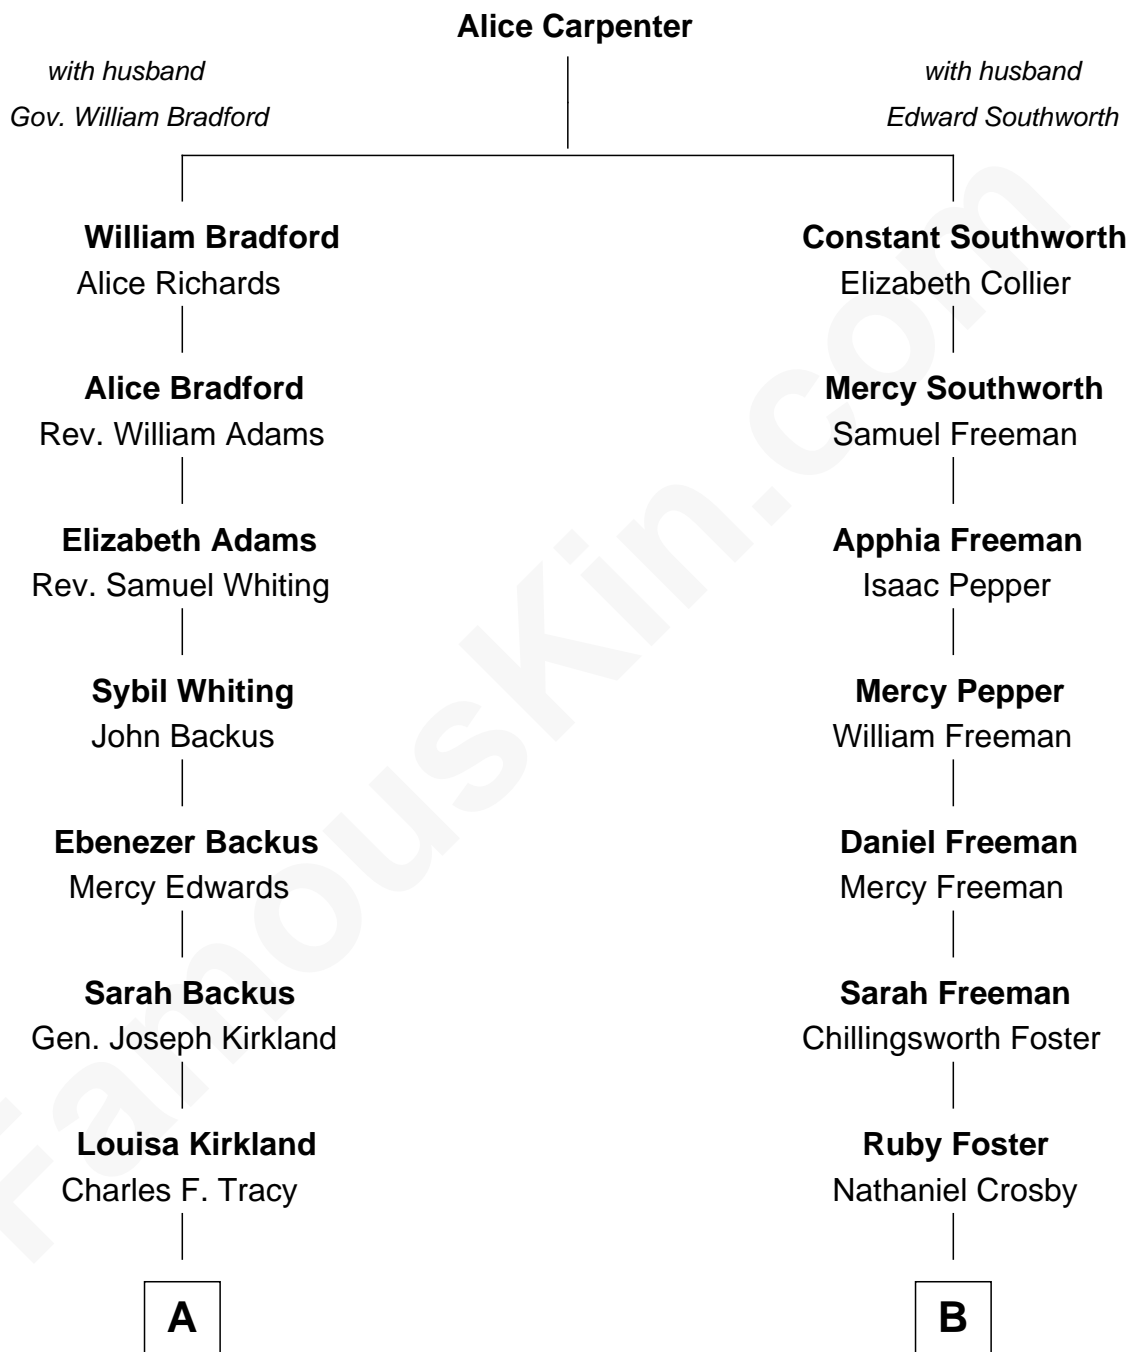 Alice Carpenter
with husband
Gov. William Bradford
with husband
Edward Southworth
William Bradford
Alice Richards
Constant Southworth
Elizabeth Collier
Alice Bradford
Rev. William Adams
Mercy Southworth
Samuel Freeman
Elizabeth Adams
Rev. Samuel Whiting
Apphia Freeman
Isaac Pepper
Sybil Whiting
John Backus
Mercy Pepper
William Freeman
Ebenezer Backus
Mercy Edwards
Daniel Freeman
Mercy Freeman
Sarah Backus
Gen. Joseph Kirkland
Sarah Freeman
Chillingsworth Foster
Louisa Kirkland
Charles F. Tracy
Ruby Foster
Nathaniel Crosby
A
B
FamousKin.com